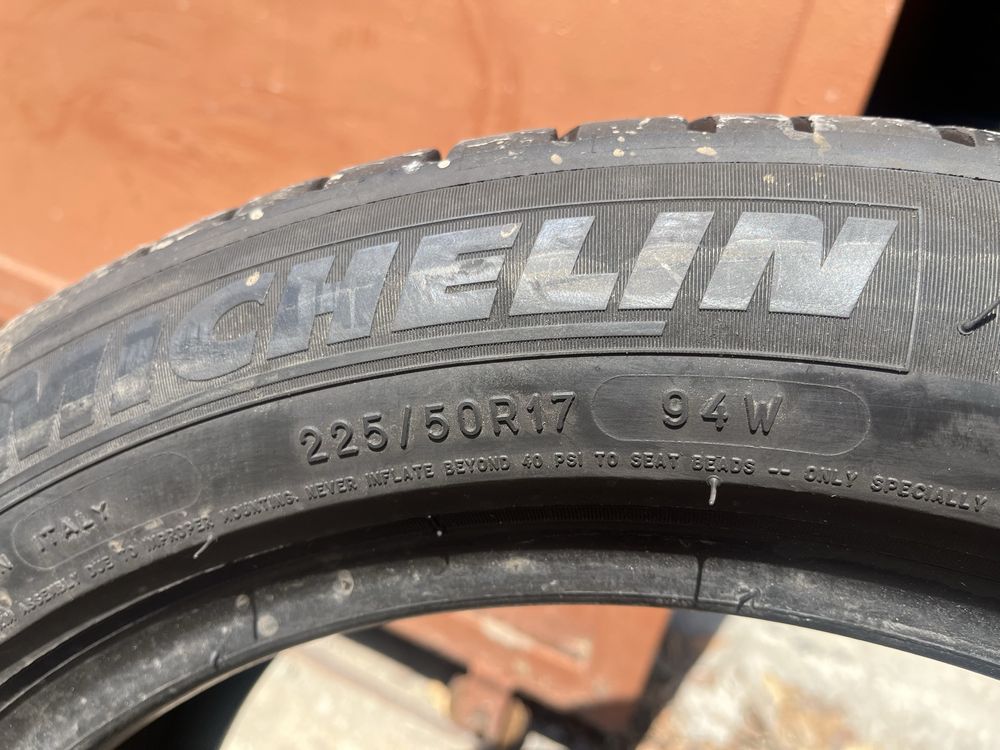 MICHELIN
225/50R17 94W
ITALY
ASSEMBLY DUE TO IMPROPER MOUNTING. NEVER INFLATE BEYOND 40 PSI TO SEAT BEADS -- ONLY SPECIALLY